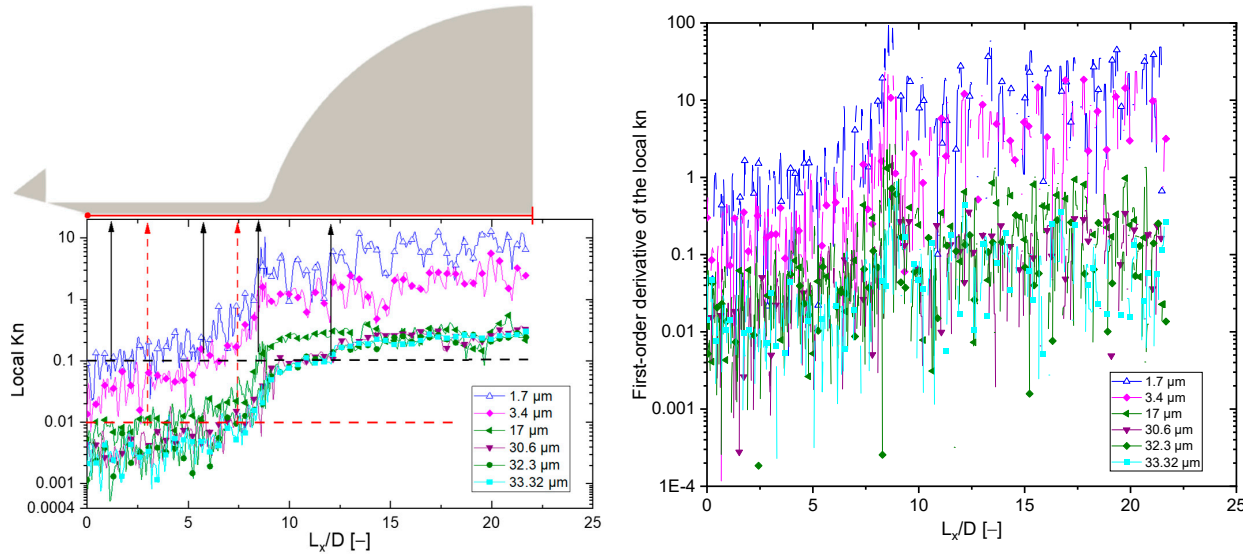 Local Kn
10
1
0.1
0.01
0.001
0.0004
1.7 µm
3.4 µm
17 µm
30.6 µm
32.3 µm
33.32 µm
0 5 10 15 20 25
Lₓ/D [–]
First-order derivative of the local kn
100
10
1
0.1
0.01
0.001
1E-4
1.7 µm
3.4 µm
17 µm
30.6 µm
32.3 µm
33.32 µm
0 5 10 15 20 25
Lₓ/D [–]